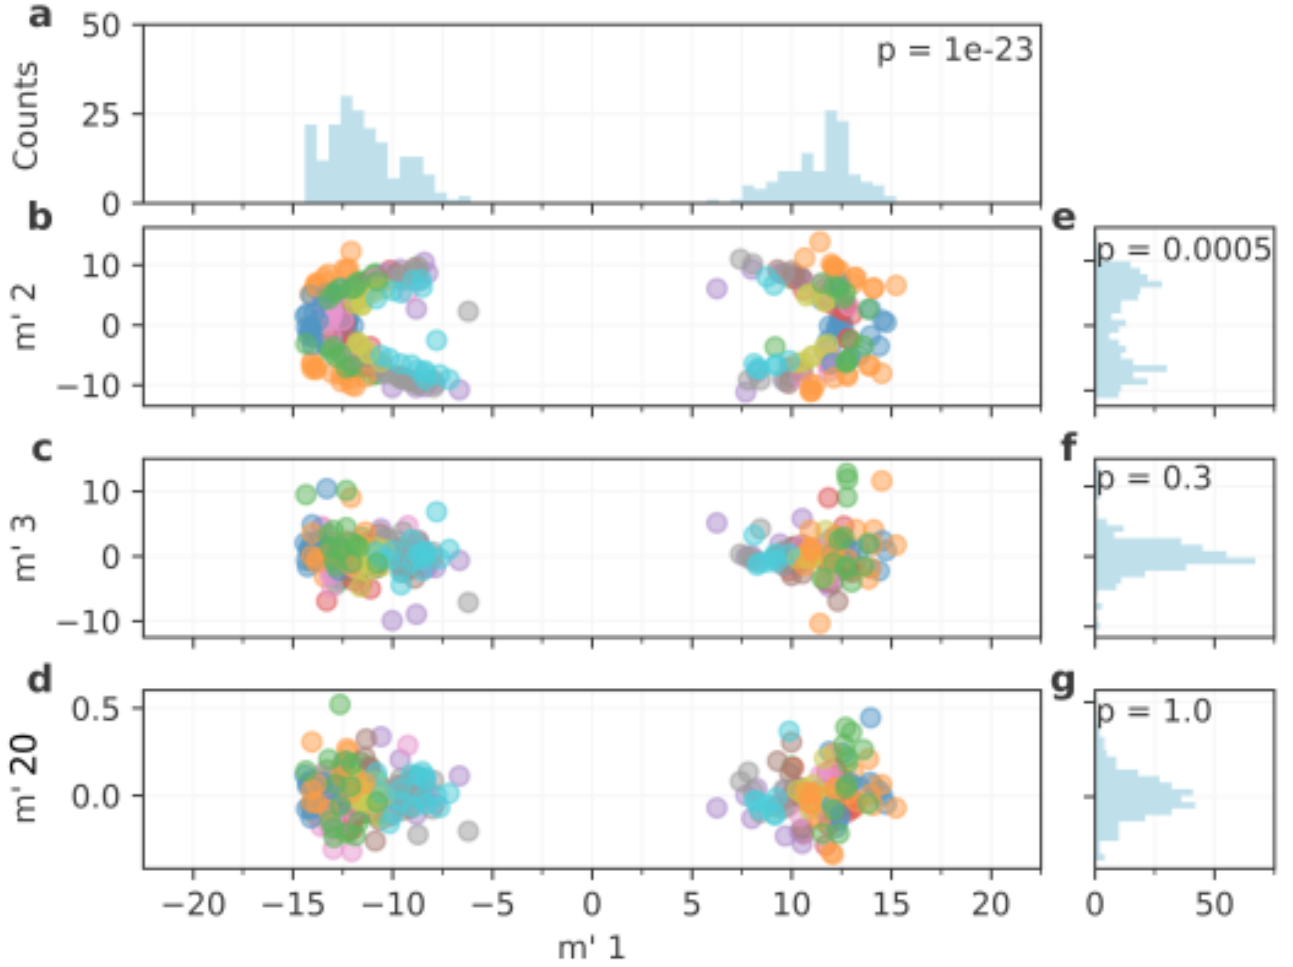 a
50
25
0
Counts
p = 1e-23
b
10
0
−10
m' 2
e
p = 0.0005
c
10
0
−10
m' 3
f
p = 0.3
d
0.5
0.0
m' 20
g
p = 1.0
−20 −15 −10 −5 0 5 10 15 20
0 50
m' 1